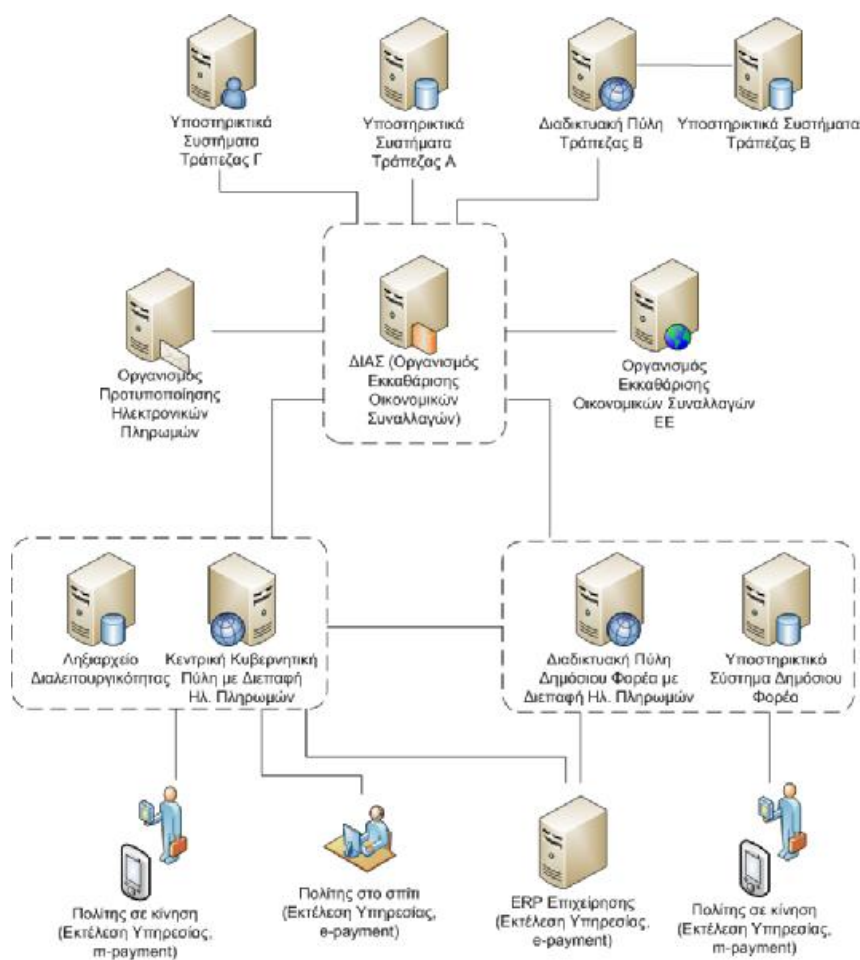 Υποστηρικτικά
Συστήματα
Τράπεζας Γ
Υποστηρικτικά
Συστήματα
Τράπεζας Α
Διαδικτυακή Πύλη
Τράπεζας Β
Υποστηρικτικά Συστήματα
Τράπεζας Β
Οργανισμός
Προτυποποίησης
Ηλεκτρονικών
Πληρωμών
ΔΙΑΣ (Οργανισμός
Εκκαθάρισης
Οικονομικών
Συναλλαγών)
Οργανισμός
Εκκαθάρισης
Οικονομικών Συναλλαγών
ΕΕ
Ληξιαρχείο
Διαλειτουργικότητας
Κεντρική Κυβερνητική
Πύλη με Διεπαφή
Ηλ. Πληρωμών
Διαδικτυακή Πύλη
Δημόσιου Φορέα με
Διεπαφή Ηλ. Πληρωμών
Υποστηρικτικό
Σύστημα Δημόσιου
Φορέα
Πολίτης σε κίνηση
(Εκτέλεση Υπηρεσίας,
m-payment)
Πολίτης στο σπίτι
(Εκτέλεση Υπηρεσίας,
e-payment)
ERP Επιχείρησης
(Εκτέλεση Υπηρεσίας,
e-payment)
Πολίτης σε κίνηση
(Εκτέλεση Υπηρεσίας,
m-payment)